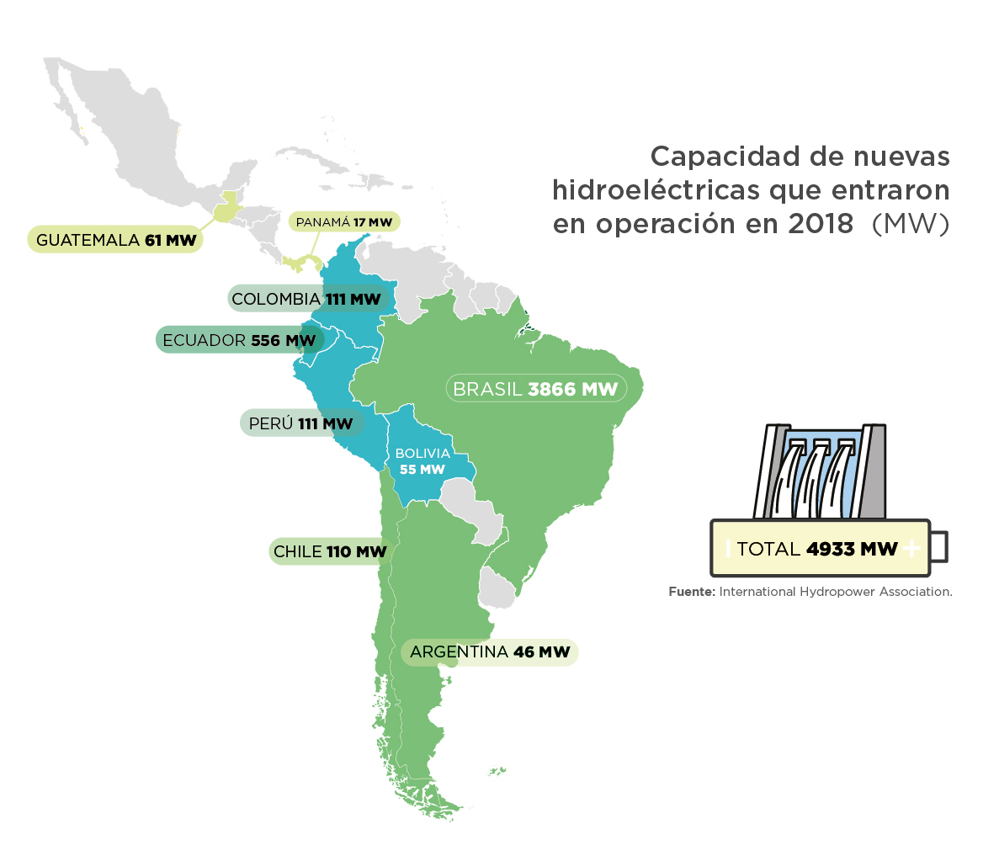 Capacidad de nuevas
hidroeléctricas que entraron
en operación en 2018 (MW)
PANAMÁ 17 MW
GUATEMALA 61 MW
COLOMBIA 111 MW
ECUADOR 556 MW
BRASIL 3866 MW
PERÚ 111 MW
BOLIVIA
55 MW
CHILE 110 MW
TOTAL 4933 MW +
Fuente: International Hydropower Association.
ARGENTINA 46 MW